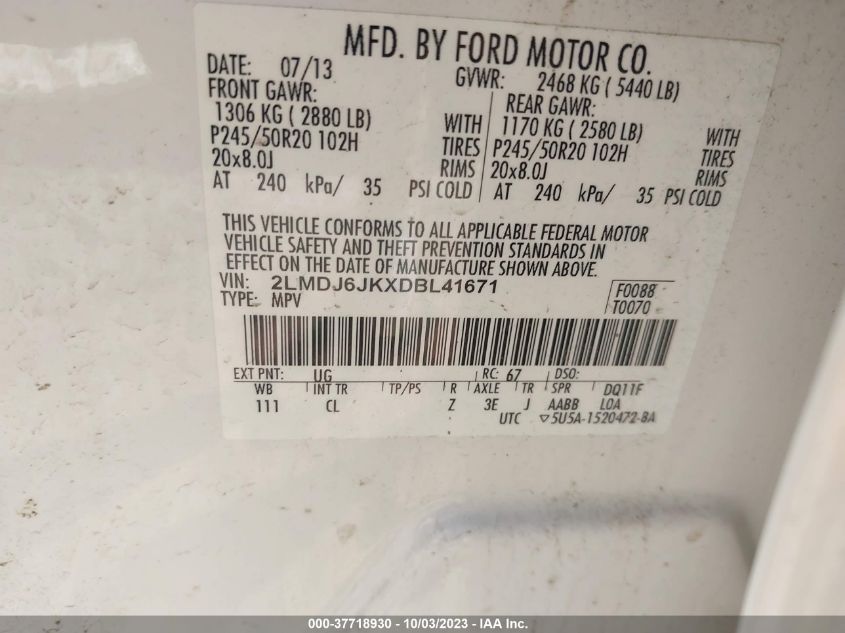 MFD. BY FORD MOTOR CO.
DATE: 07/13 GVWR: 2468 KG ( 5440 LB)
FRONT GAWR: REAR GAWR:
1306 KG ( 2880 LB) WITH 1170 KG ( 2580 LB) WITH
P245/50R20 102H TIRES P245/50R20 102H TIRES
20x8.0J RIMS 20x8.0J RIMS
AT 240 kPa/ 35 PSI COLD AT 240 kPa/ 35 PSI COLD
THIS VEHICLE CONFORMS TO ALL APPLICABLE FEDERAL MOTOR
VEHICLE SAFETY AND THEFT PREVENTION STANDARDS IN
EFFECT ON THE DATE OF MANUFACTURE SHOWN ABOVE.
VIN: 2LMDJ6JKXDBL41671 F0088
TYPE: MPV T0070
EXT PNT: UG RC: 67 DSO:
WB INT TR TP/PS R AXLE TR SPR DQ11F
111 CL Z 3E J AABB LOA
UTC ▽5U5A-1520472-BA
000-37718930 - 10/03/2023 - IAA Inc.